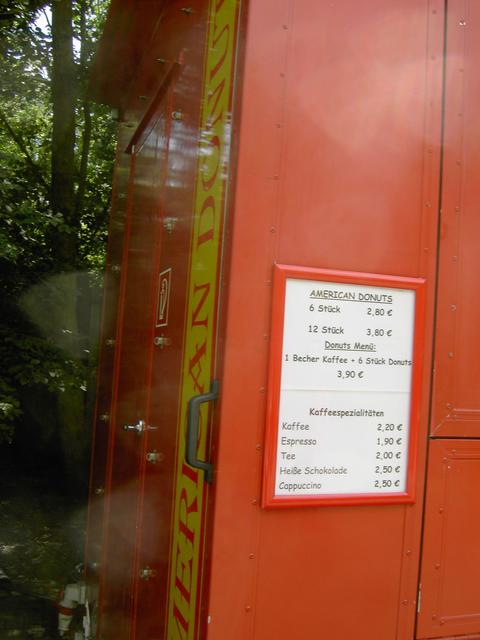 MERICAN DONU
AMERICAN DONUTS
6 Stück 2,80 €
12 Stück 3,80 €
Donuts Menü:
1 Becher Kaffee + 6 Stück Donuts
3,90 €
Kaffeespezialitäten
Kaffee 2,20 €
Espresso 1,90 €
Tee 2,00 €
Heiße Schokolade 2,50 €
Cappuccino 2,50 €